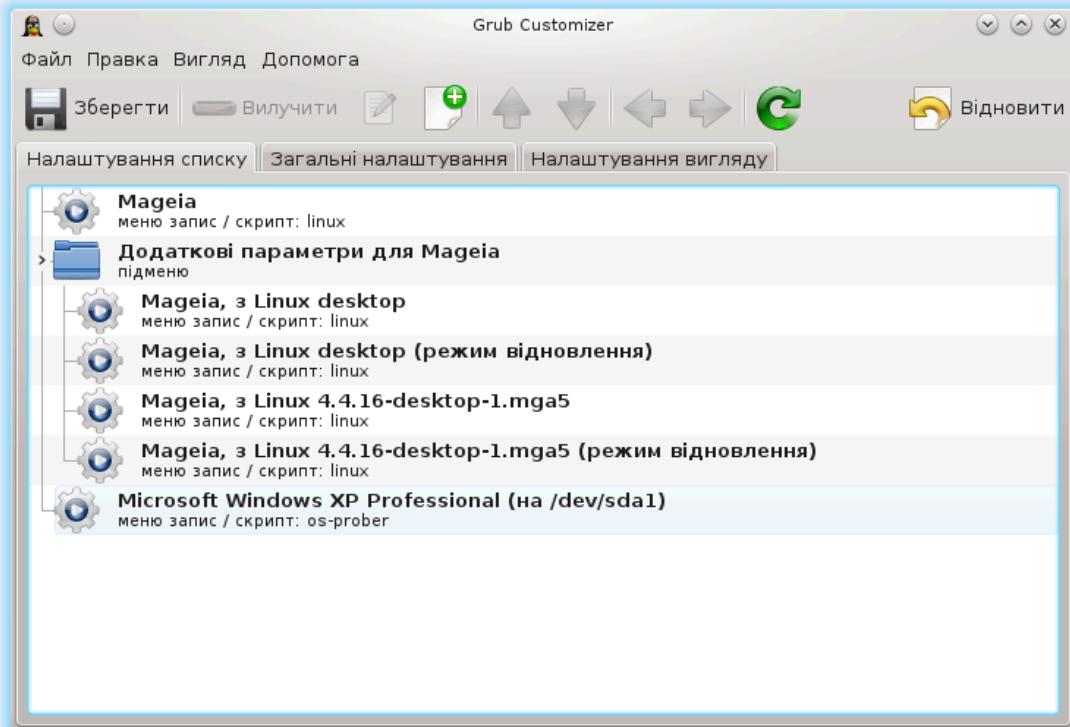 Grub Customizer
Файл Правка Вигляд Допомога
Зберегти Вилучити Відновити
Налаштування списку Загальні налаштування Налаштування вигляду
Mageia
меню запис / скрипт: linux
Додаткові параметри для Mageia
підменю
Mageia, з Linux desktop
меню запис / скрипт: linux
Mageia, з Linux desktop (режим відновлення)
меню запис / скрипт: linux
Mageia, з Linux 4.4.16-desktop-1.mga5
меню запис / скрипт: linux
Mageia, з Linux 4.4.16-desktop-1.mga5 (режим відновлення)
меню запис / скрипт: linux
Microsoft Windows XP Professional (на /dev/sda1)
меню запис / скрипт: os-prober